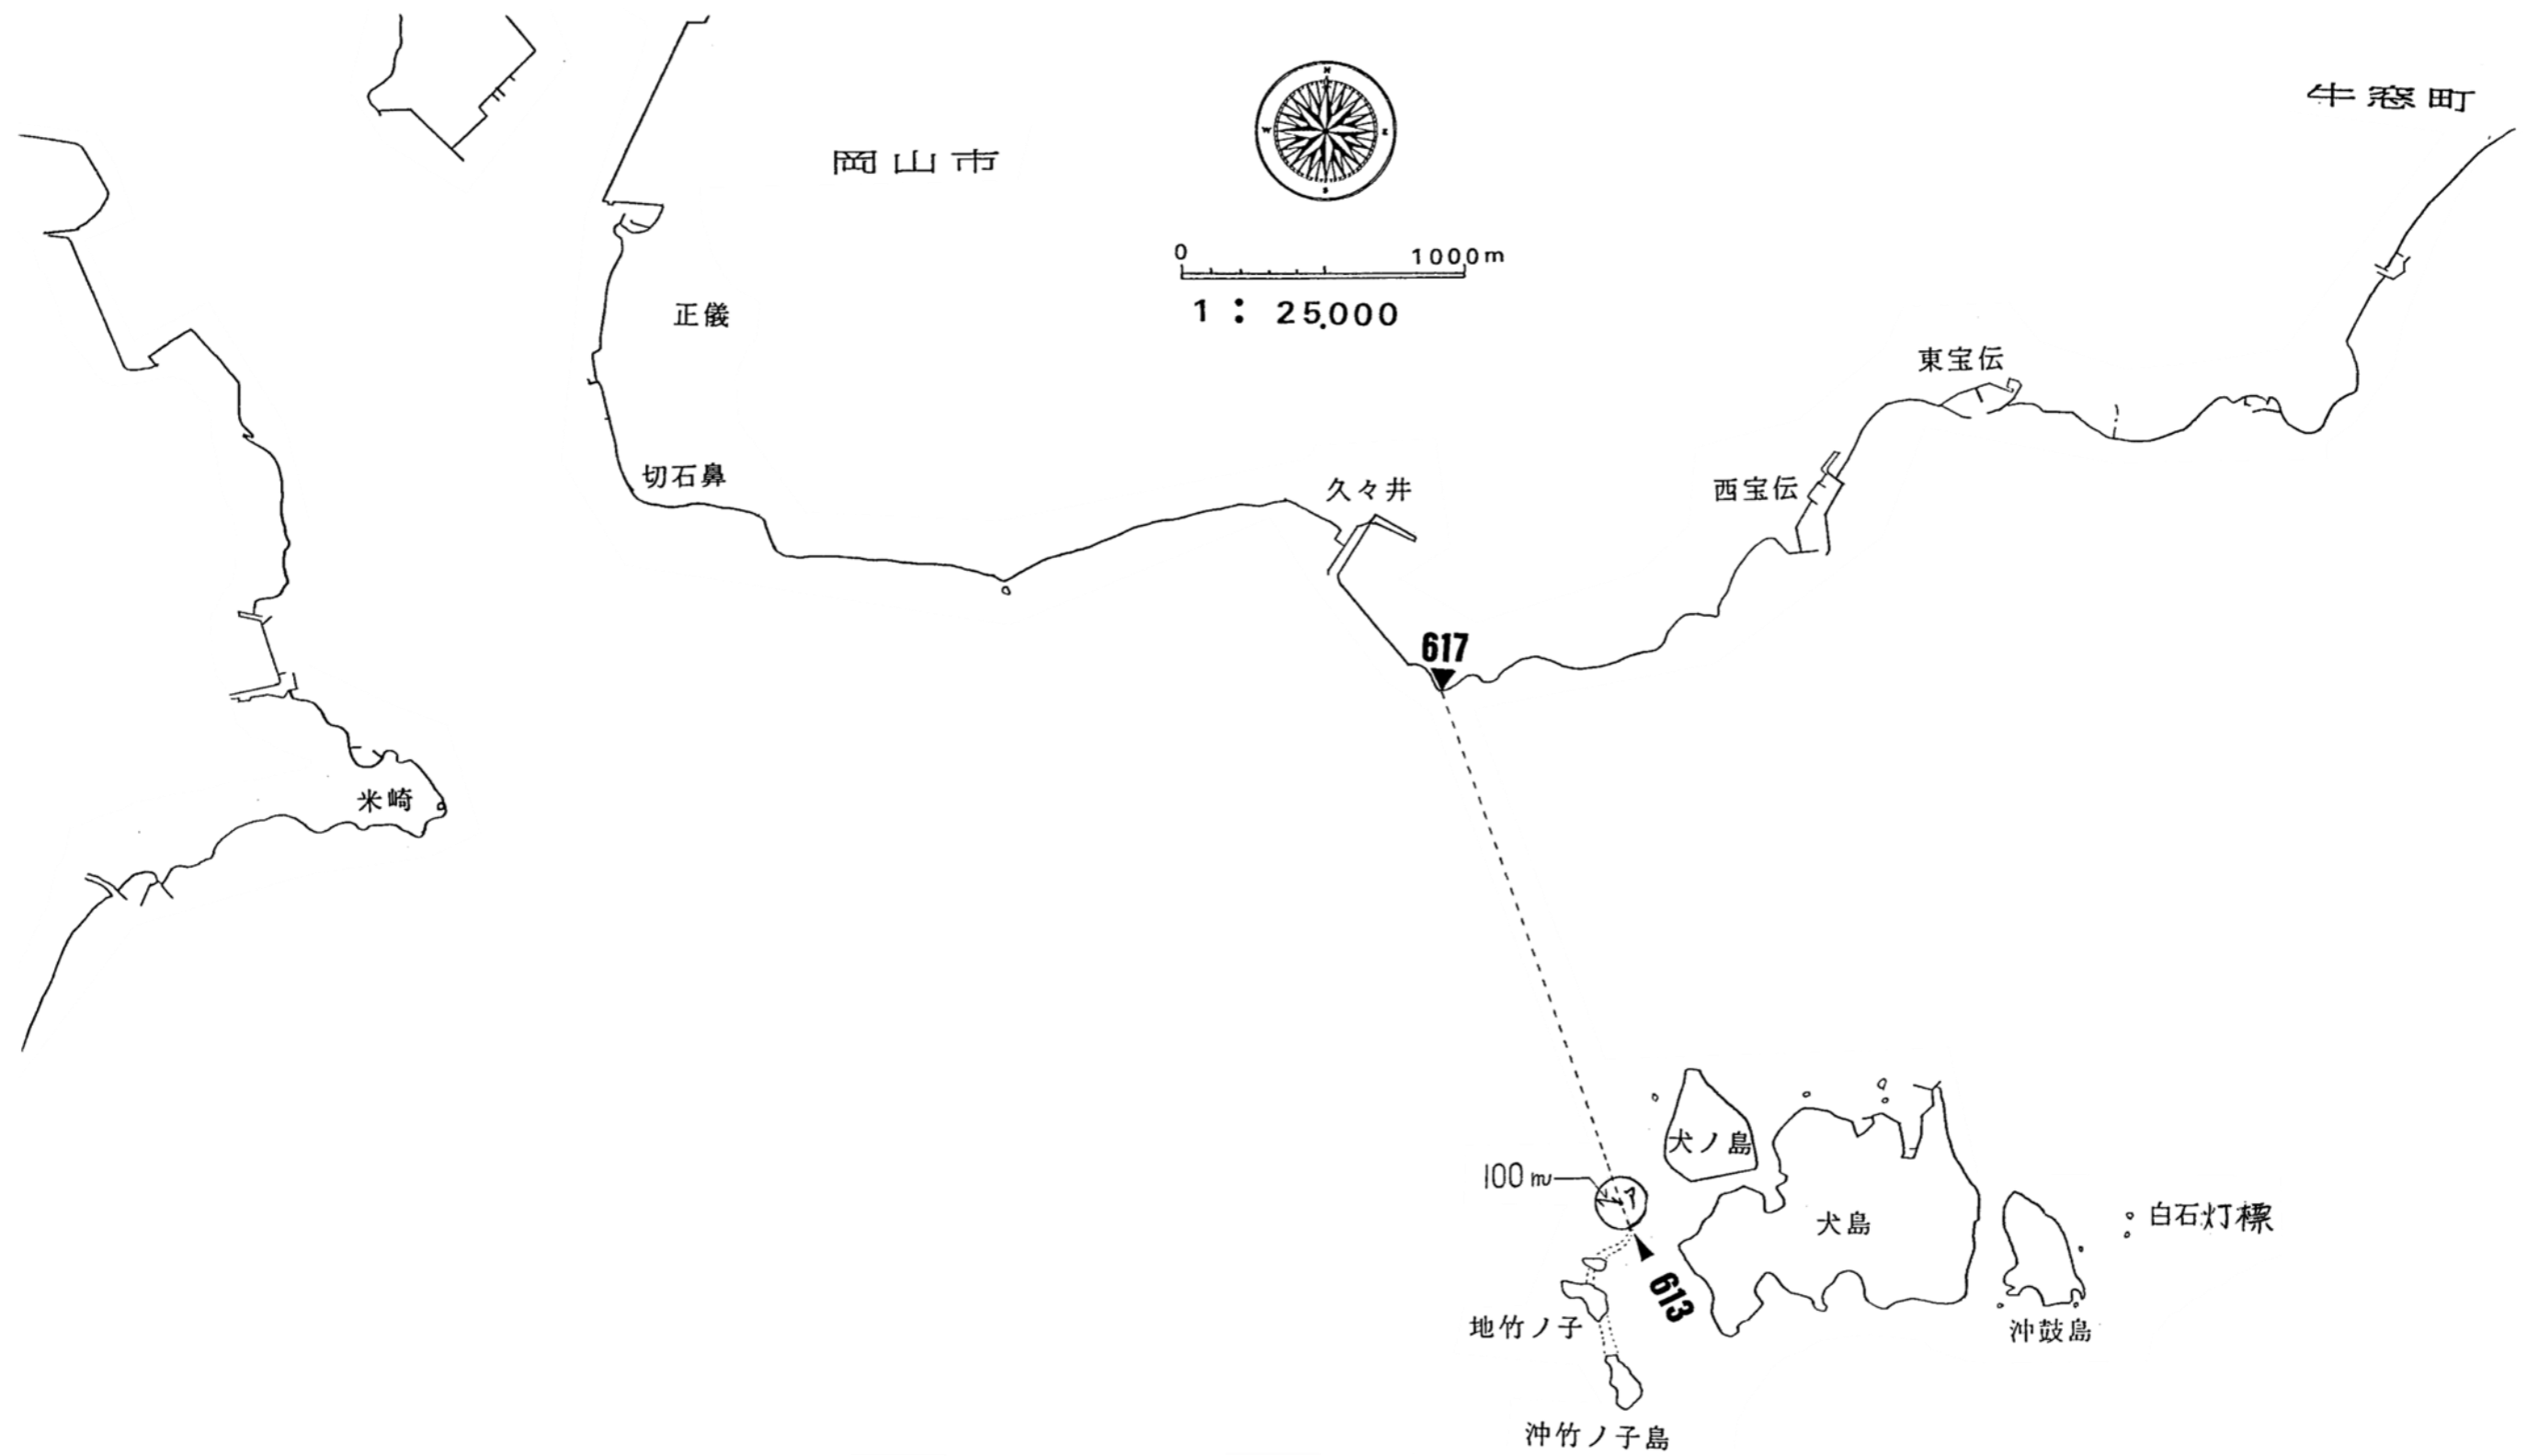 牛窓町
N
W
E
S
岡山市
0
1000m
1：25,000
正儀
東宝伝
切石鼻
久々井
西宝伝
617
米崎
犬ノ島
100m
ア
犬島
白石灯標
613
地竹ノ子
沖鼓島
沖竹ノ子島